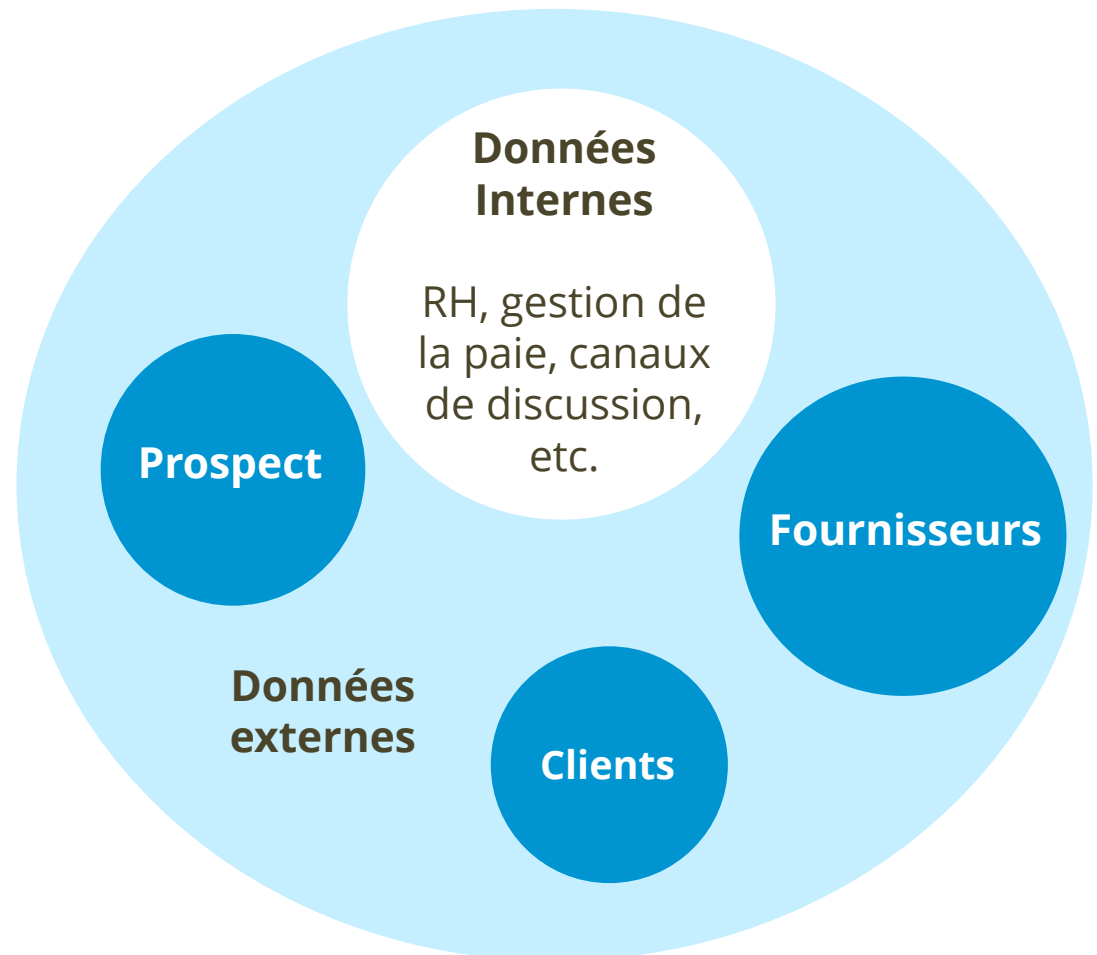 Données
Internes
RH, gestion de
la paie, canaux
de discussion,
etc.
Prospect
Fournisseurs
Données
externes
Clients